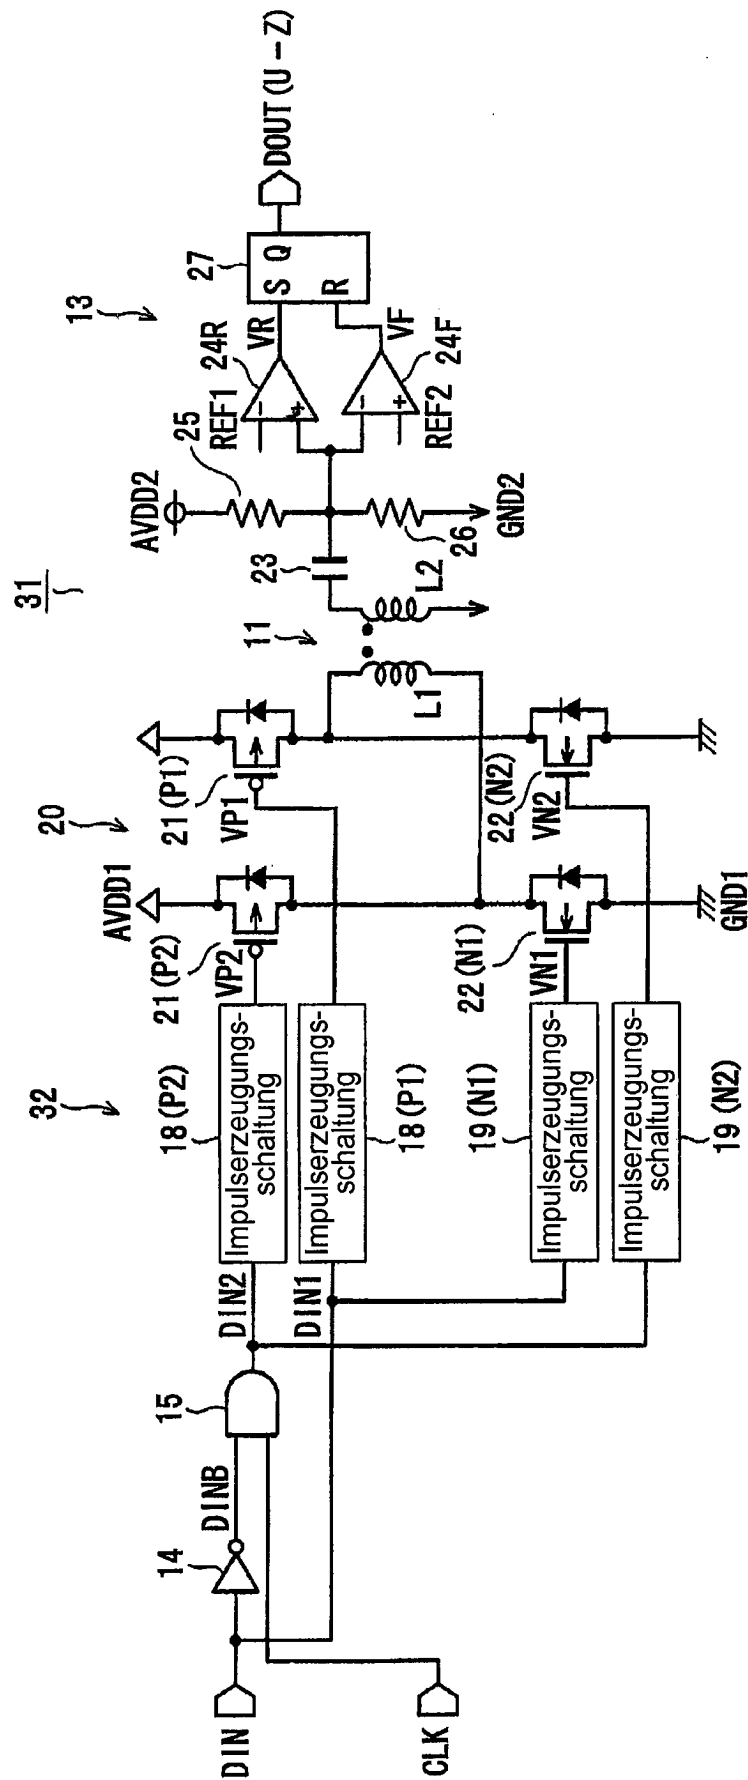 31
32
20
13
DIN
CLK
14
DINB
15
DIN2
DIN1
18(P2)
Impulserzeugungs-
schaltung
Impulserzeugungs-
schaltung
18(P1)
19(N1)
Impulserzeugungs-
schaltung
Impulserzeugungs-
schaltung
19(N2)
AVDD1
21(P2)
VP2
21(P1)
VP1
22(N1)
VN1
22(N2)
VN2
GND1
11
L1
L2
23
AVDD2
25
26
GND2
REF1
24R
VR
REF2
24F
VF
27
S Q
R
DOUT(U-Z)